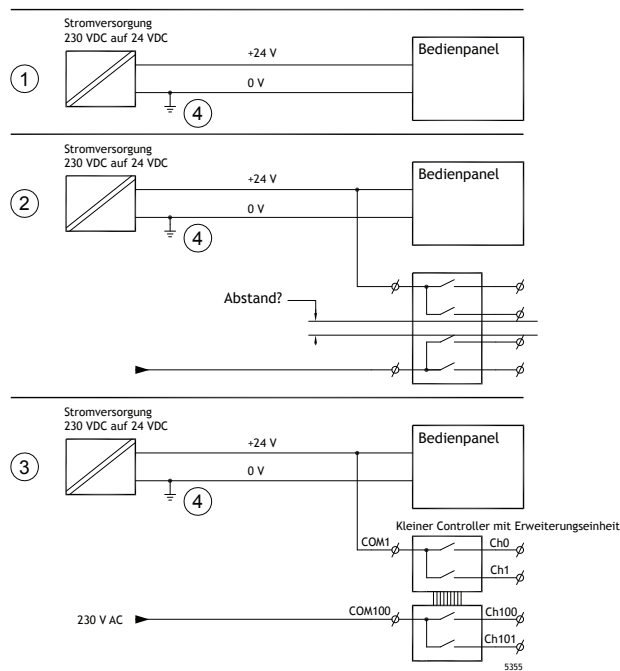 Stromversorgung
230 VDC auf 24 VDC
+24 V
Bedienpanel
1
0 V
4
Stromversorgung
230 VDC auf 24 VDC
+24 V
Bedienpanel
2
0 V
4
Abstand?
Stromversorgung
230 VDC auf 24 VDC
+24 V
Bedienpanel
3
0 V
4
Kleiner Controller mit Erweiterungseinheit
COM1
Ch0
Ch1
230 V AC
COM100
Ch100
Ch101
5355